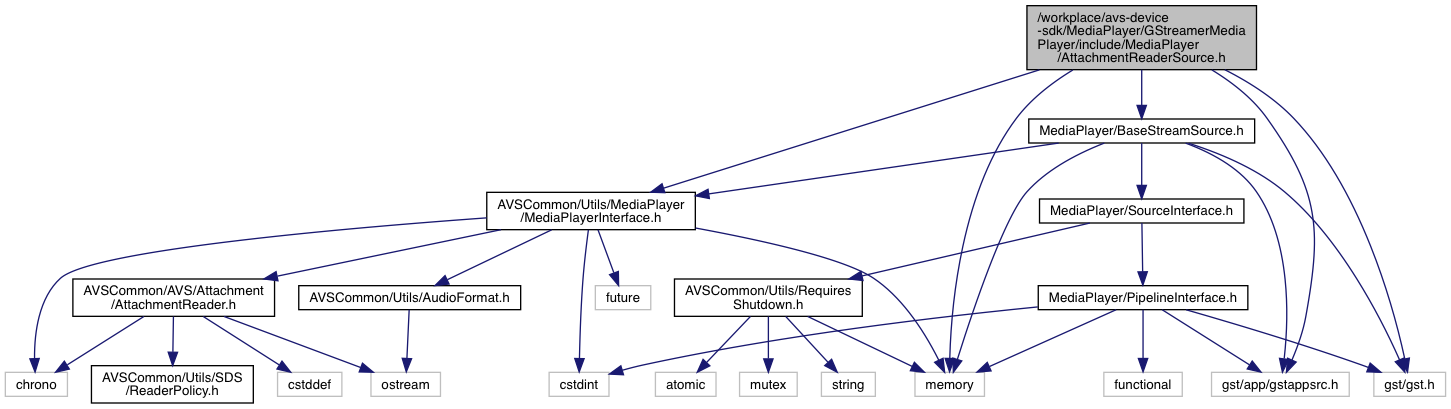 /workplace/avs-device
-sdk/MediaPlayer/GStreamerMedia
Player/include/MediaPlayer
/AttachmentReaderSource.h
MediaPlayer/BaseStreamSource.h
AVSCommon/Utils/MediaPlayer
/MediaPlayerInterface.h
MediaPlayer/SourceInterface.h
AVSCommon/AVS/Attachment
/AttachmentReader.h
AVSCommon/Utils/AudioFormat.h
future
AVSCommon/Utils/Requires
Shutdown.h
MediaPlayer/PipelineInterface.h
chrono
AVSCommon/Utils/SDS
/ReaderPolicy.h
cstddef
ostream
cstdint
atomic
mutex
string
memory
functional
gst/app/gstappsrc.h
gst/gst.h